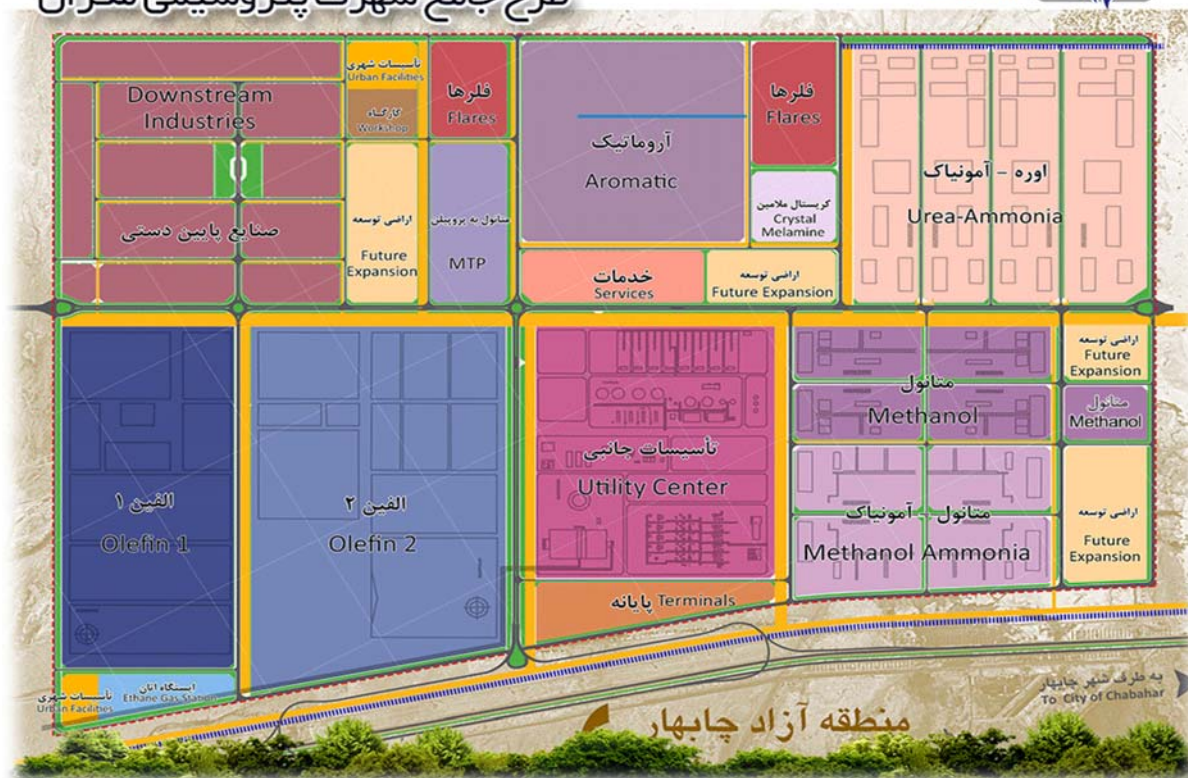 طرح جامع شهرک پتروشیمی مکران
تأسیسات شهری
Urban Facilities
کارگاه
Workshop
فلرها
Flares
Downstream
Industries
صنایع پایین دستی
اراضی توسعه
Future
Expansion
متانول به پروپیلن
MTP
آروماتیک
Aromatic
فلرها
Flares
کریستال ملامین
Crystal
Melamine
خدمات
Services
اراضی توسعه
Future Expansion
اوره - آمونیاک
Urea-Ammonia
الفین ۱
Olefin 1
الفین ۲
Olefin 2
تأسیسات جانبی
Utility Center
پایانه Terminals
متانول
Methanol
متانول - آمونیاک
Methanol Ammonia
اراضی توسعه
Future
Expansion
متانول
Methanol
اراضی توسعه
Future
Expansion
تأسیسات شهری
Urban Facilities
ایستگاه اتان
Ethane Gas Station
به طرف شهر چابهار
To City of Chabahar
منطقه آزاد چابهار